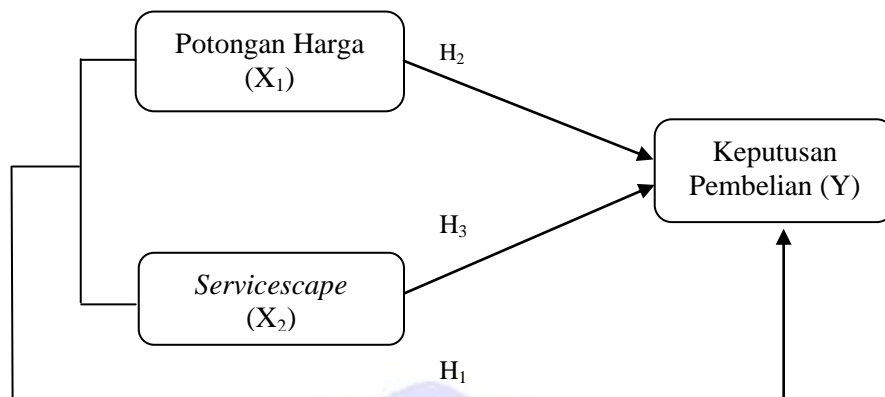 Potongan Harga
(X₁)
H₂
Keputusan
Pembelian (Y)
H₃
Servicescape
(X₂)
H₁